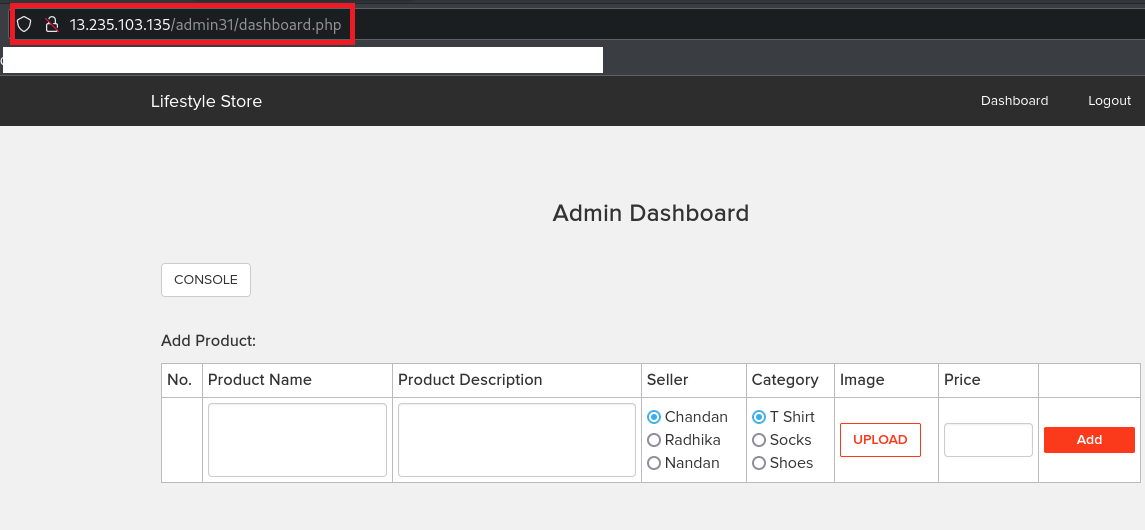 13.235.103.135/admin31/dashboard.php
Lifestyle Store Dashboard Logout
Admin Dashboard
CONSOLE
Add Product:
No. Product Name Product Description Seller Category Image Price
Chandan T Shirt
Radhika Socks UPLOAD Add
Nandan Shoes